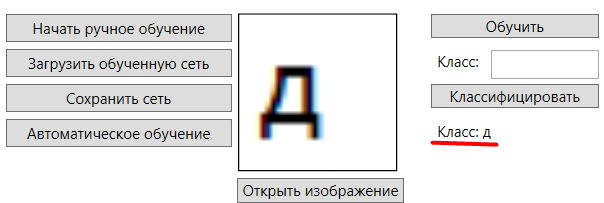 Начать ручное обучение
Загрузить обученную сеть
Сохранить сеть
Автоматическое обучение
д
Открыть изображение
Обучить
Класс:
Классифицировать
Класс: д